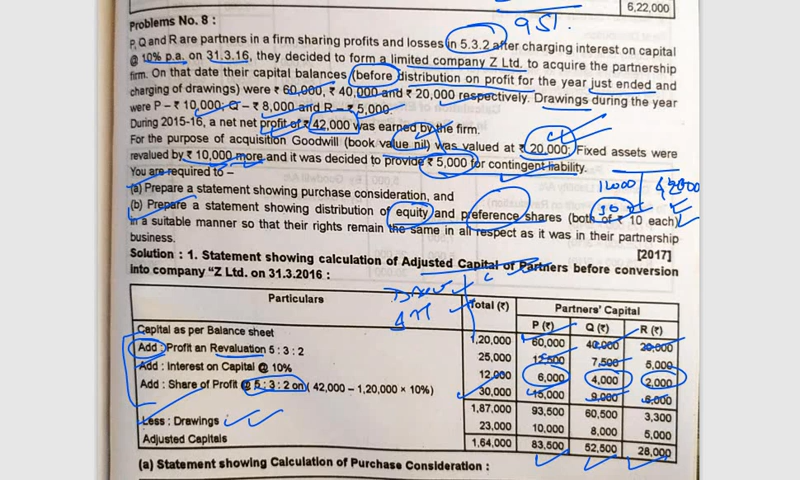 6,22,000
951.
Problems No. 8 :
P, Q and R are partners in a firm sharing profits and losses in 5.3.2 after charging interest on capital
@ 10% p.a. on 31.3.16, they decided to form a limited company Z Ltd. to acquire the partnership
firm. On that date their capital balances (before distribution on profit for the year just ended and
charging of drawings) were ₹ 60,000, ₹ 40,000 and ₹ 20,000 respectively. Drawings during the year
were P – ₹ 10,000; Q – ₹ 8,000 and R – ₹ 5,000.
During 2015-16, a net net profit of ₹ 42,000 was earned by the firm.
For the purpose of acquisition Goodwill (book value nil) was valued at ₹ 20,000; Fixed assets were
revalued by ₹ 10,000 more and it was decided to provide ₹ 5,000 for contingent liability.
You are required to –
(a) Prepare a statement showing purchase consideration, and
(b) Prepare a statement showing distribution of equity and preference shares (both of ₹ 10 each)
in a suitable manner so that their rights remain the same in all respect as it was in their partnership
business. [2017]
Solution : 1. Statement showing calculation of Adjusted Capital of Partners before conversion
into company "Z Ltd. on 31.3.2016 :
Particulars Total (₹) Partners' Capital
P (₹) Q (₹) R (₹)
Capital as per Balance sheet 1,20,000 60,000 40,000 20,000
Add : Profit an Revaluation 5 : 3 : 2 25,000 12,500 7,500 5,000
Add : Interest on Capital @ 10% 12,000 6,000 4,000 2,000
Add : Share of Profit @ 5 : 3 : 2 on ( 42,000 – 1,20,000 × 10%) 30,000 15,000 9,000 6,000
1,87,000 93,500 60,500 3,300
Less : Drawings 23,000 10,000 8,000 5,000
Adjusted Capitals 1,64,000 83,500 52,500 28,000
(a) Statement showing Calculation of Purchase Consideration :